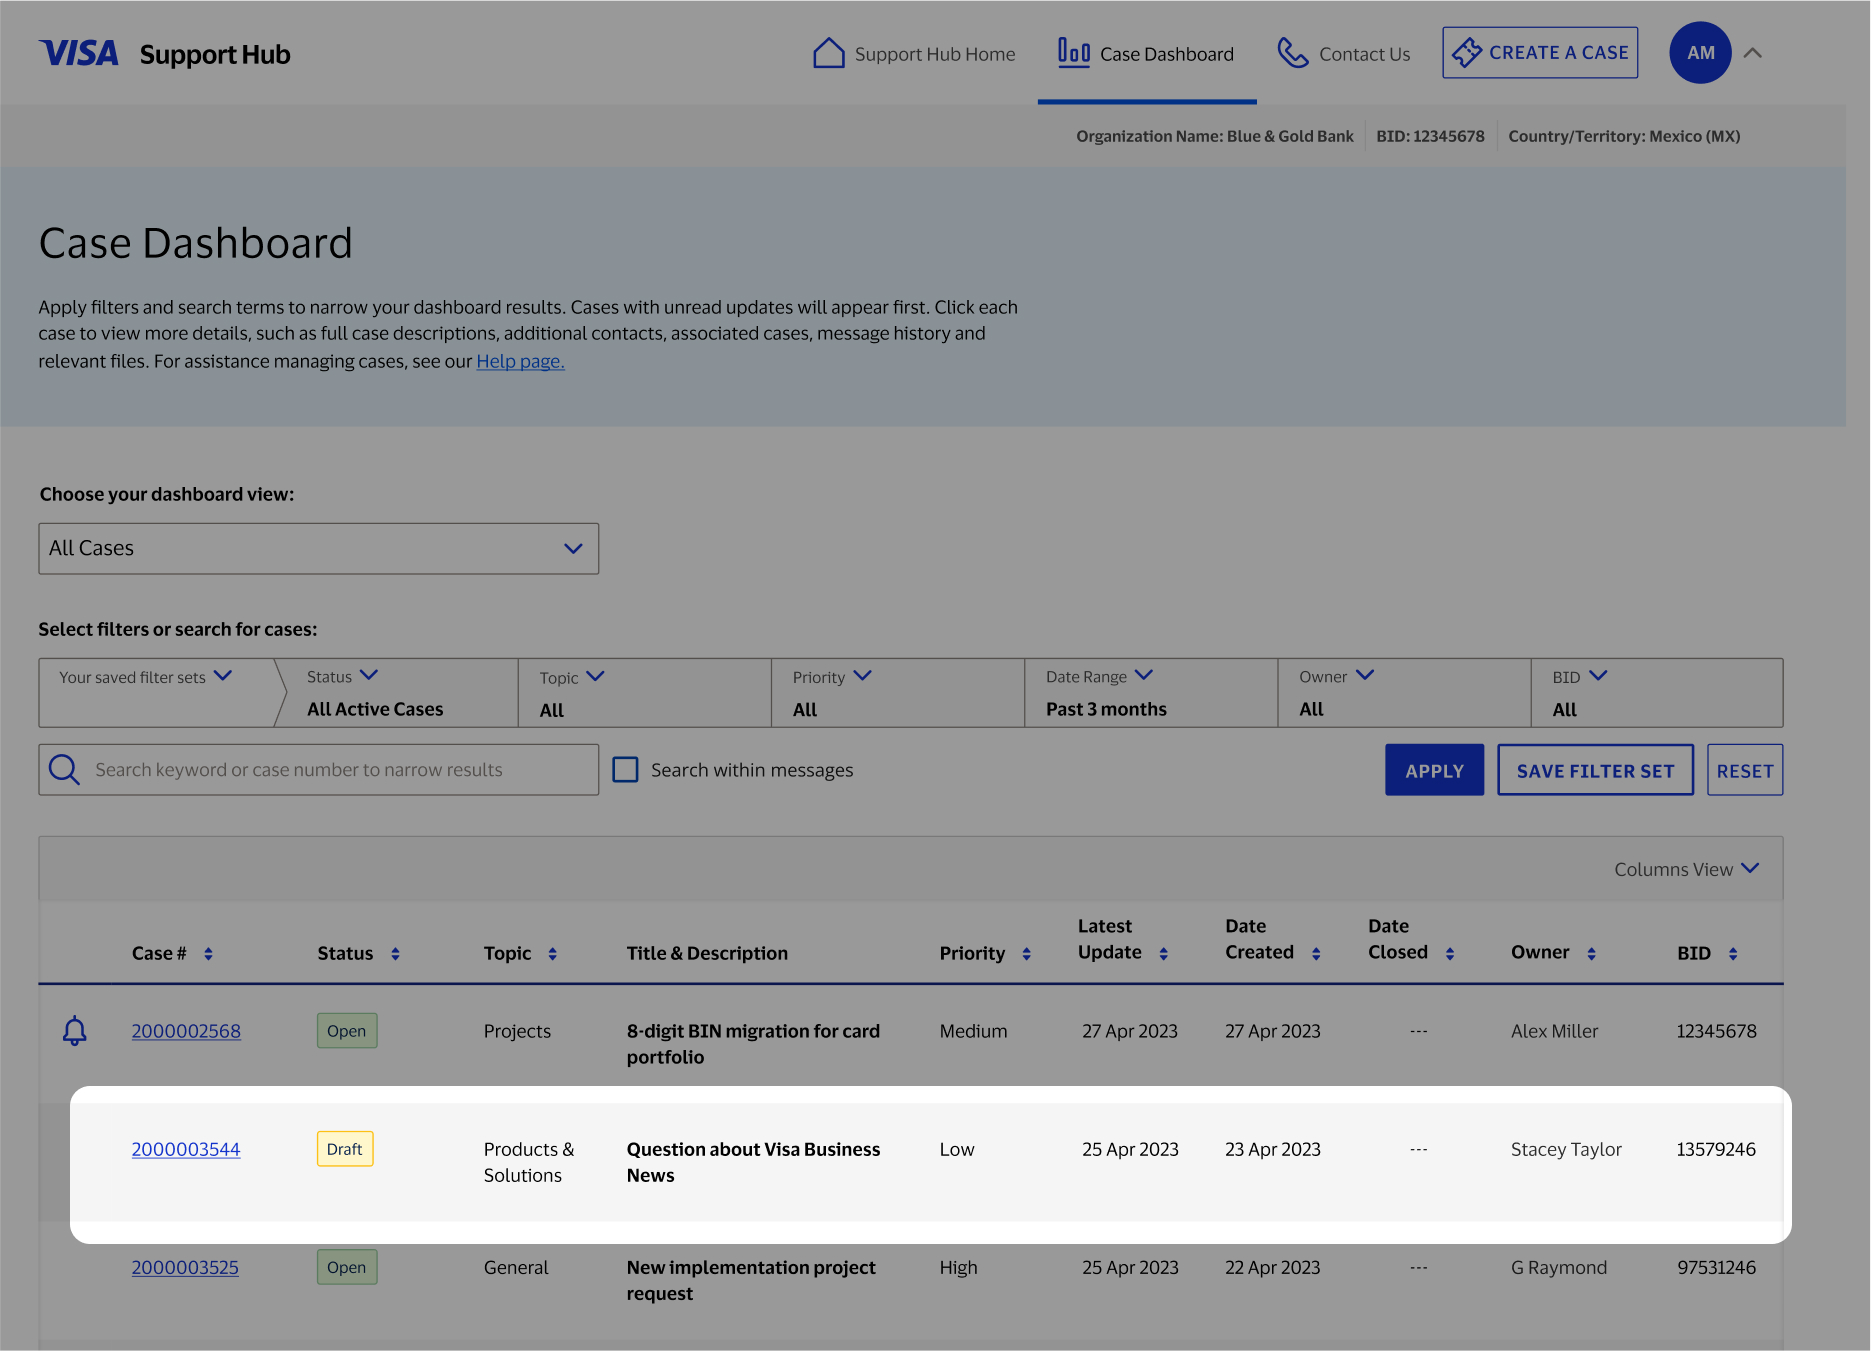 VISA Support Hub
Support Hub Home
Case Dashboard
Contact Us
CREATE A CASE
AM
Organization Name: Blue & Gold Bank
BID: 12345678
Country/Territory: Mexico (MX)
Case Dashboard
Apply filters and search terms to narrow your dashboard results. Cases with unread updates will appear first. Click each
case to view more details, such as full case descriptions, additional contacts, associated cases, message history and
relevant files. For assistance managing cases, see our Help page.
Choose your dashboard view:
All Cases
Select filters or search for cases:
Your saved filter sets
Status
All Active Cases
Topic
All
Priority
All
Date Range
Past 3 months
Owner
All
BID
All
Search keyword or case number to narrow results
Search within messages
APPLY
SAVE FILTER SET
RESET
Columns View
Case #
Status
Topic
Title & Description
Priority
Latest
Update
Date
Created
Date
Closed
Owner
BID
2000002568
Open
Projects
8-digit BIN migration for card
portfolio
Medium
27 Apr 2023
27 Apr 2023
---
Alex Miller
12345678
2000003544
Draft
Products &
Solutions
Question about Visa Business
News
Low
25 Apr 2023
23 Apr 2023
---
Stacey Taylor
13579246
2000003525
Open
General
New implementation project
request
High
25 Apr 2023
22 Apr 2023
---
G Raymond
97531246